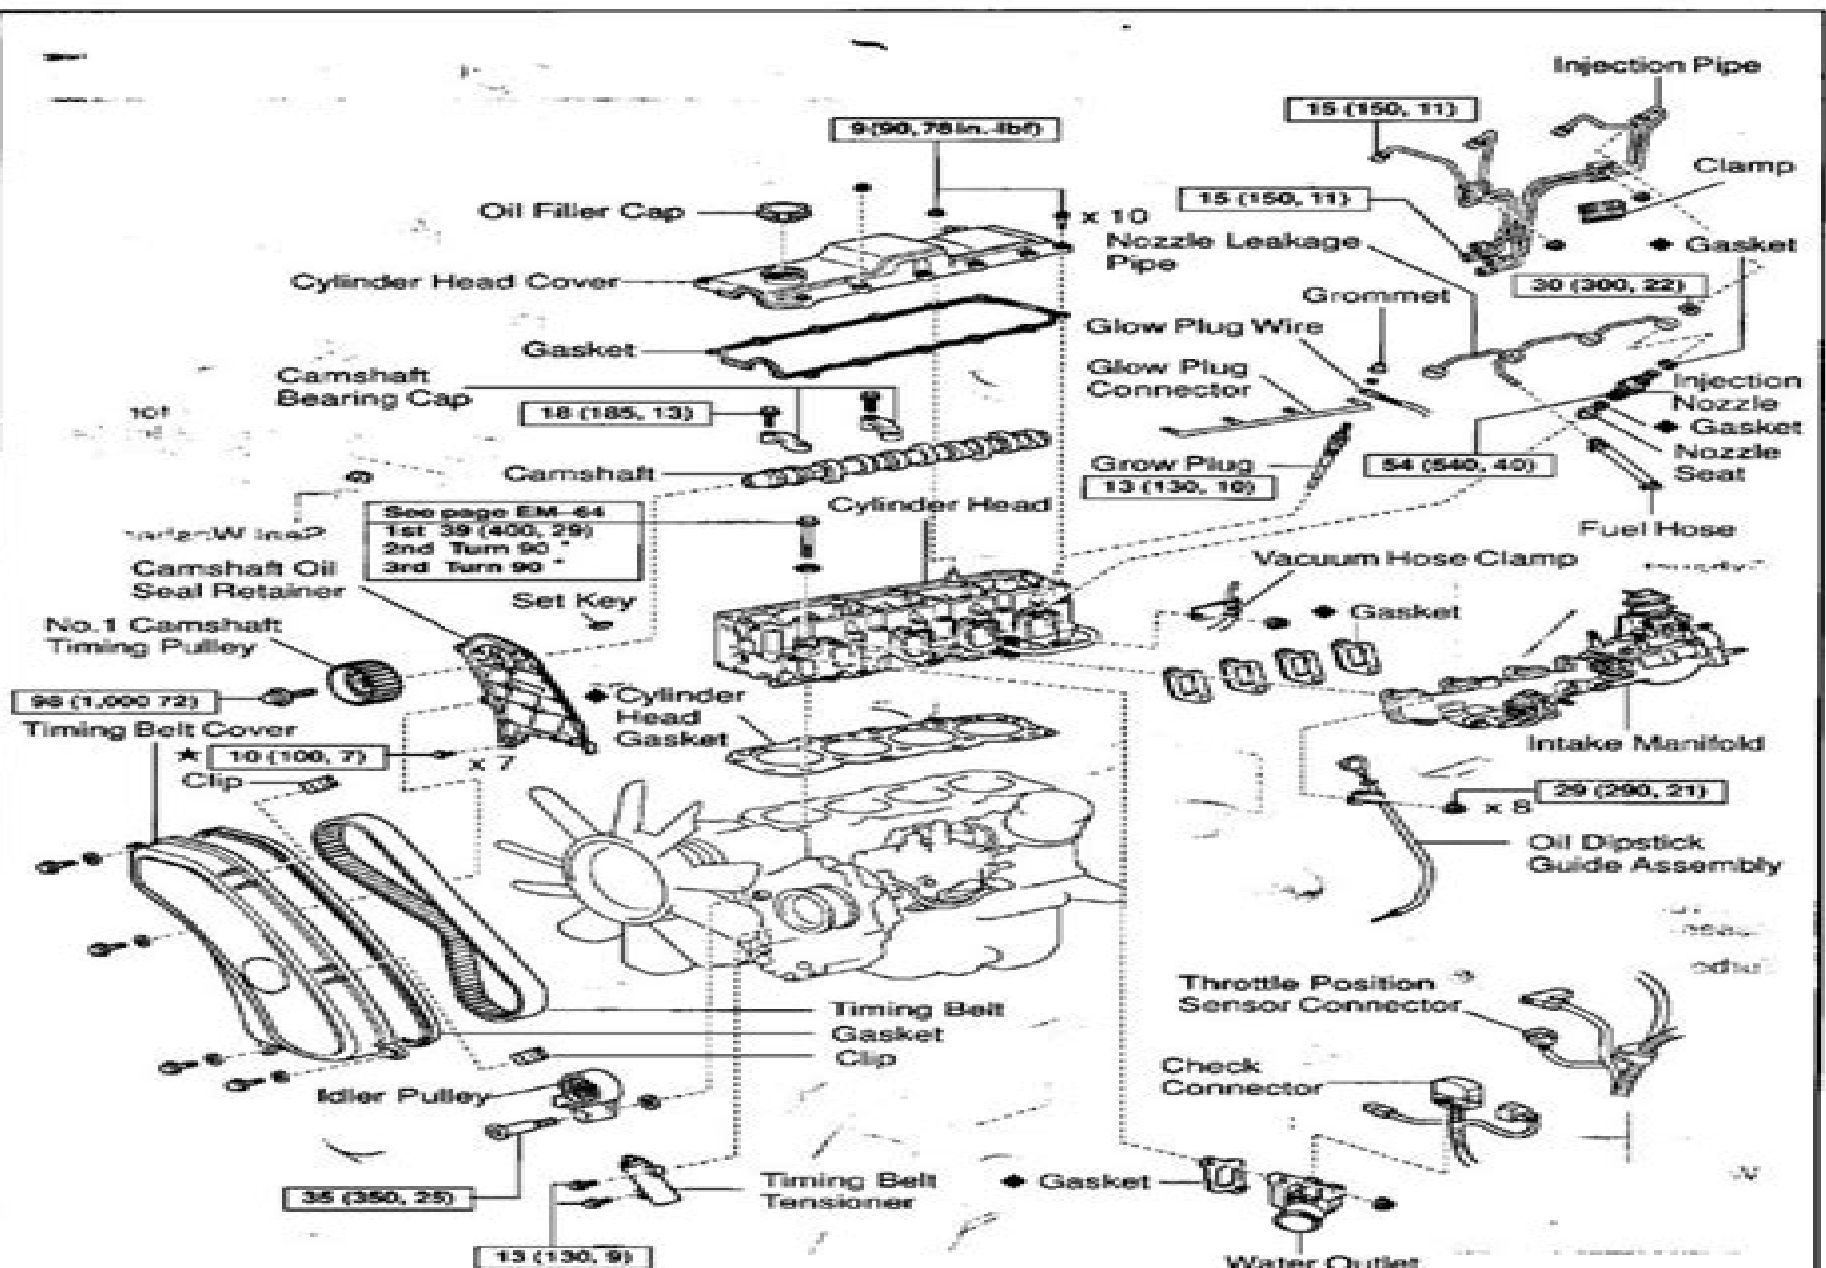 Injection Pipe
15 (150, 11)
9 (90, 78 in.-lbf)
Clamp
15 (150, 11)
Oil Filler Cap
x 10
Nozzle Leakage
Pipe
Gasket
Cylinder Head Cover
30 (300, 22)
Grommet
Glow Plug Wire
Gasket
Glow Plug
Connector
Camshaft
Bearing Cap
18 (185, 13)
Injection
Nozzle
Gasket
Nozzle
Seat
Camshaft
Grow Plug
13 (130, 10)
54 (540, 40)
Cylinder Head
See page EM-64
1st 39 (400, 29)
2nd Turn 90°
3rd Turn 90°
Fuel Hose
Vacuum Hose Clamp
Camshaft Oil
Seal Retainer
Set Key
Gasket
No.1 Camshaft
Timing Pulley
98 (1,000 72)
Cylinder
Head
Gasket
Timing Belt Cover
★ 10 (100, 7)
x 7
Clip
Intake Manifold
29 (290, 21)
x 8
Oil Dipstick
Guide Assembly
Throttle Position
Sensor Connector
Timing Belt
Gasket
Clip
Check
Connector
Idler Pulley
35 (350, 25)
Timing Belt
Tensioner
Gasket
13 (130, 9)
Water Outlet